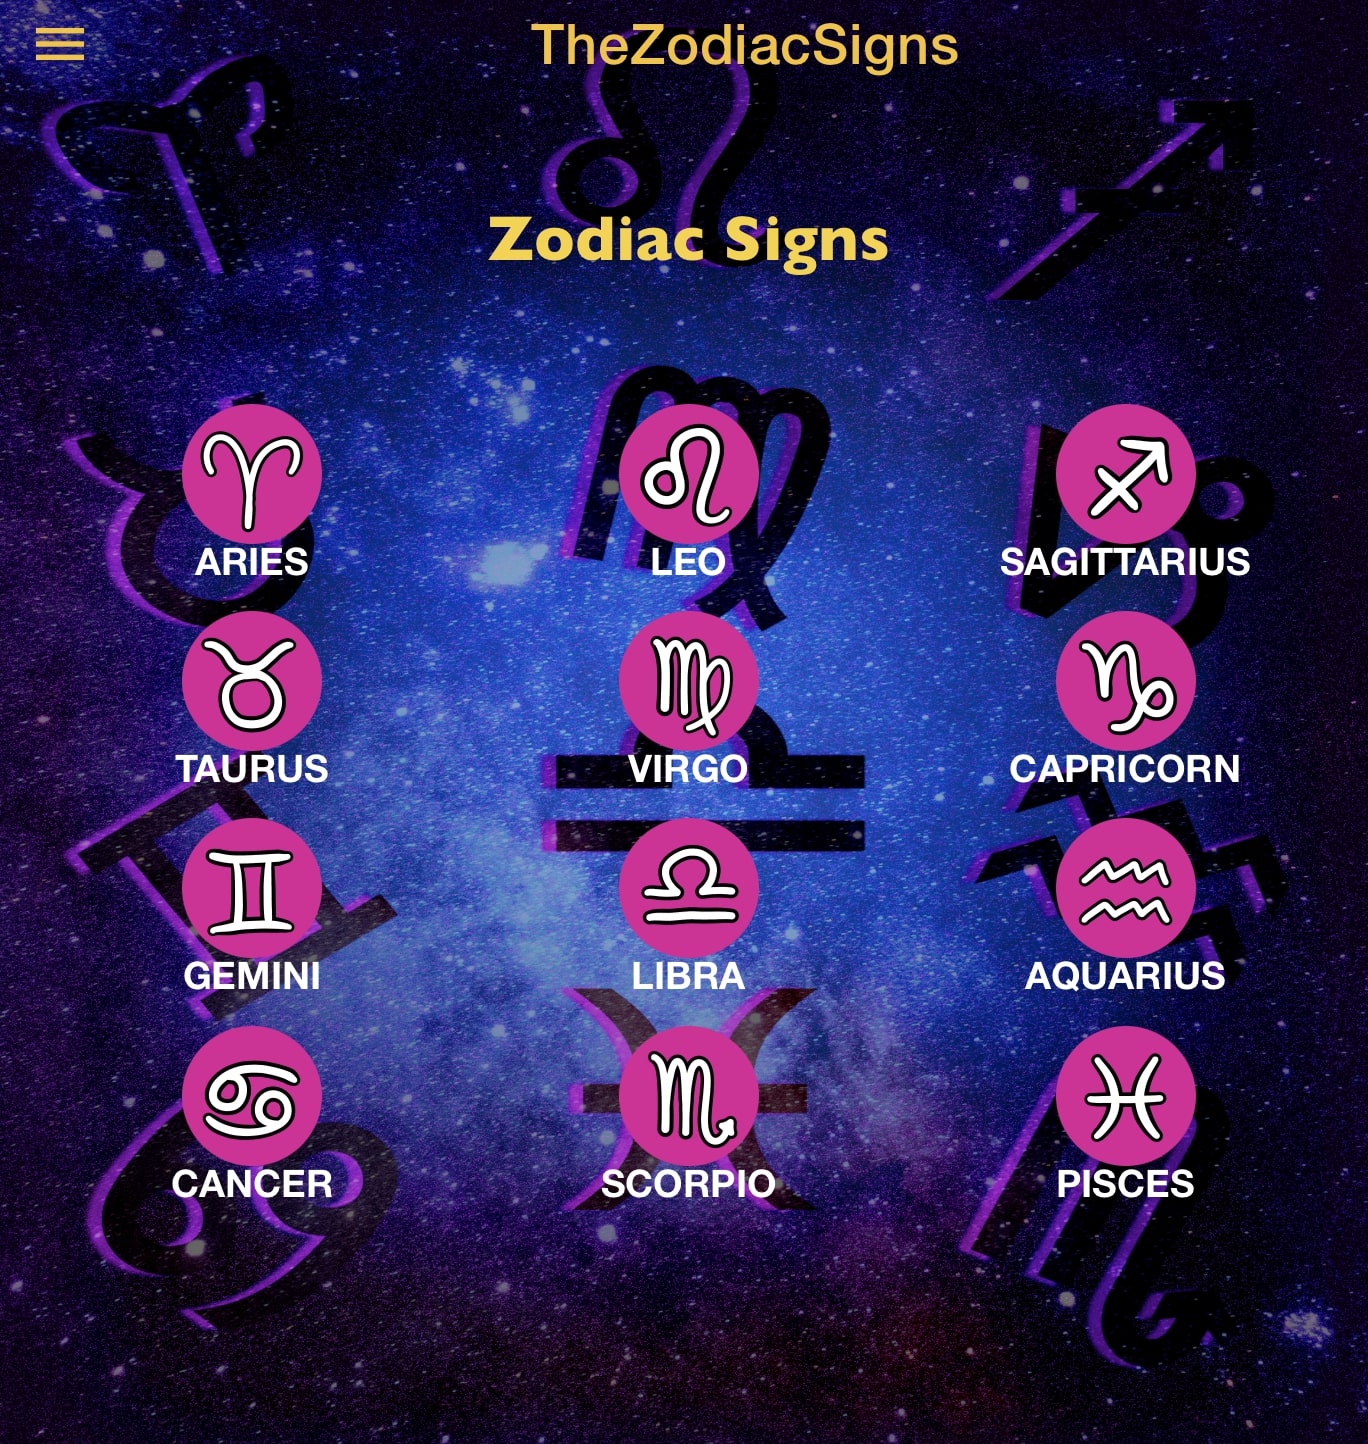 TheZodiacSigns
Zodiac Signs
ARIES
LEO
SAGITTARIUS
TAURUS
VIRGO
CAPRICORN
GEMINI
LIBRA
AQUARIUS
CANCER
SCORPIO
PISCES